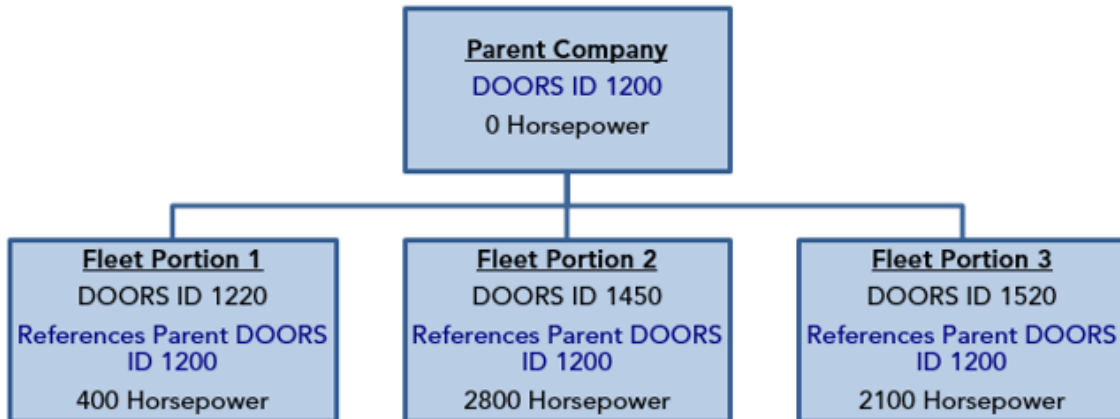 Parent Company
DOORS ID 1200
0 Horsepower
Fleet Portion 1
DOORS ID 1220
References Parent DOORS
ID 1200
400 Horsepower
Fleet Portion 2
DOORS ID 1450
References Parent DOORS
ID 1200
2800 Horsepower
Fleet Portion 3
DOORS ID 1520
References Parent DOORS
ID 1200
2100 Horsepower